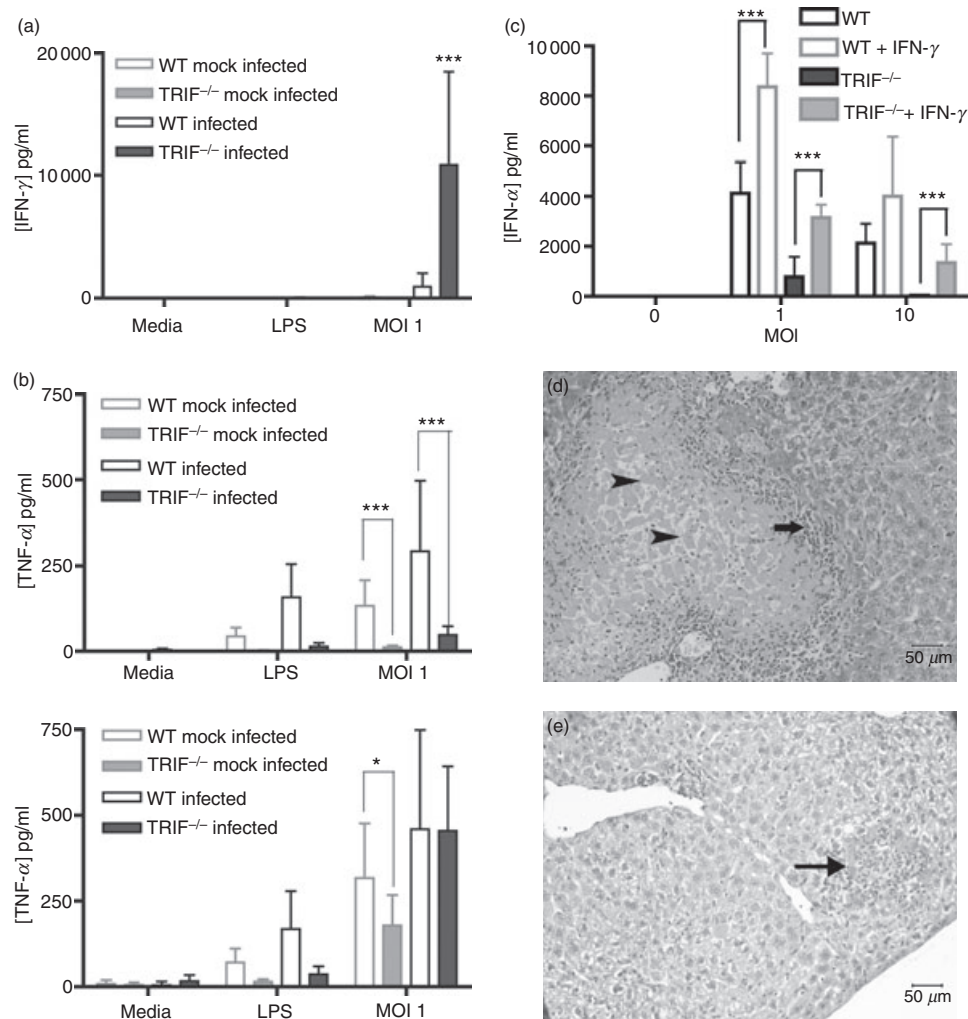 (a)
[IFN-γ] pg/ml
20 000
10 000
0
WT mock infected
TRIF–/– mock infected
WT infected
TRIF–/– infected
***
Media
LPS
MOI 1
(b)
[TNF-α] pg/ml
750
500
250
0
WT mock infected
TRIF–/– mock infected
WT infected
TRIF–/– infected
***
***
Media
LPS
MOI 1
[TNF-α] pg/ml
750
500
250
0
WT mock infected
TRIF–/– mock infected
WT infected
TRIF–/– infected
*
Media
LPS
MOI 1
(c)
[IFN-α] pg/ml
10 000
8000
6000
4000
2000
0
***
***
***
WT
WT + IFN-γ
TRIF–/–
TRIF–/– + IFN-γ
0
1
10
MOI
(d)
50 μm
(e)
50 μm